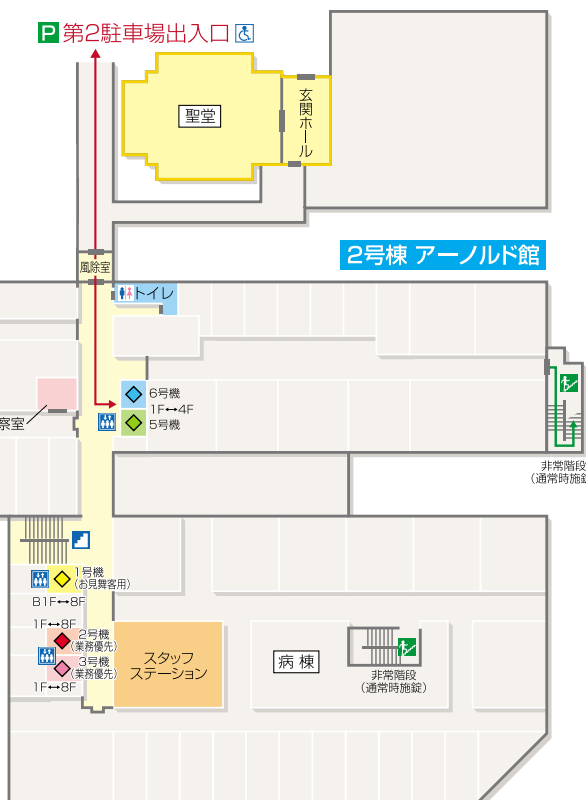 P 第2駐車場出入口
聖堂
玄関ホール
2号棟 アーノルド館
風除室
トイレ
6号機
1F↔4F
5号機
察室
非常階段
(通常時施錠
1号機
(お見舞客用)
B1F↔8F
1F↔8F
2号機
(業務優先)
3号機
(業務優先)
1F↔8F
スタッフ
ステーション
病棟
非常階段
(通常時施錠)